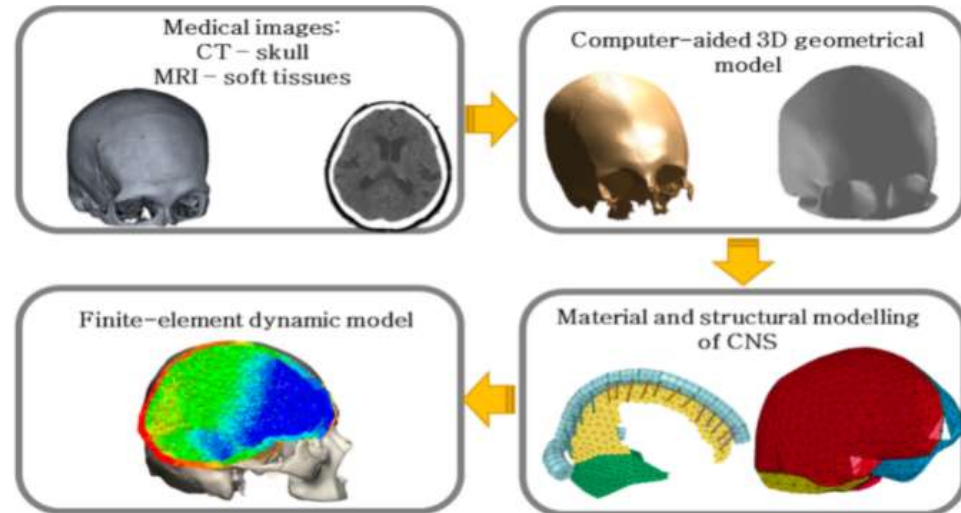 Medical images:
CT – skull
MRI – soft tissues
Computer-aided 3D geometrical
model
Finite-element dynamic model
Material and structural modelling
of CNS